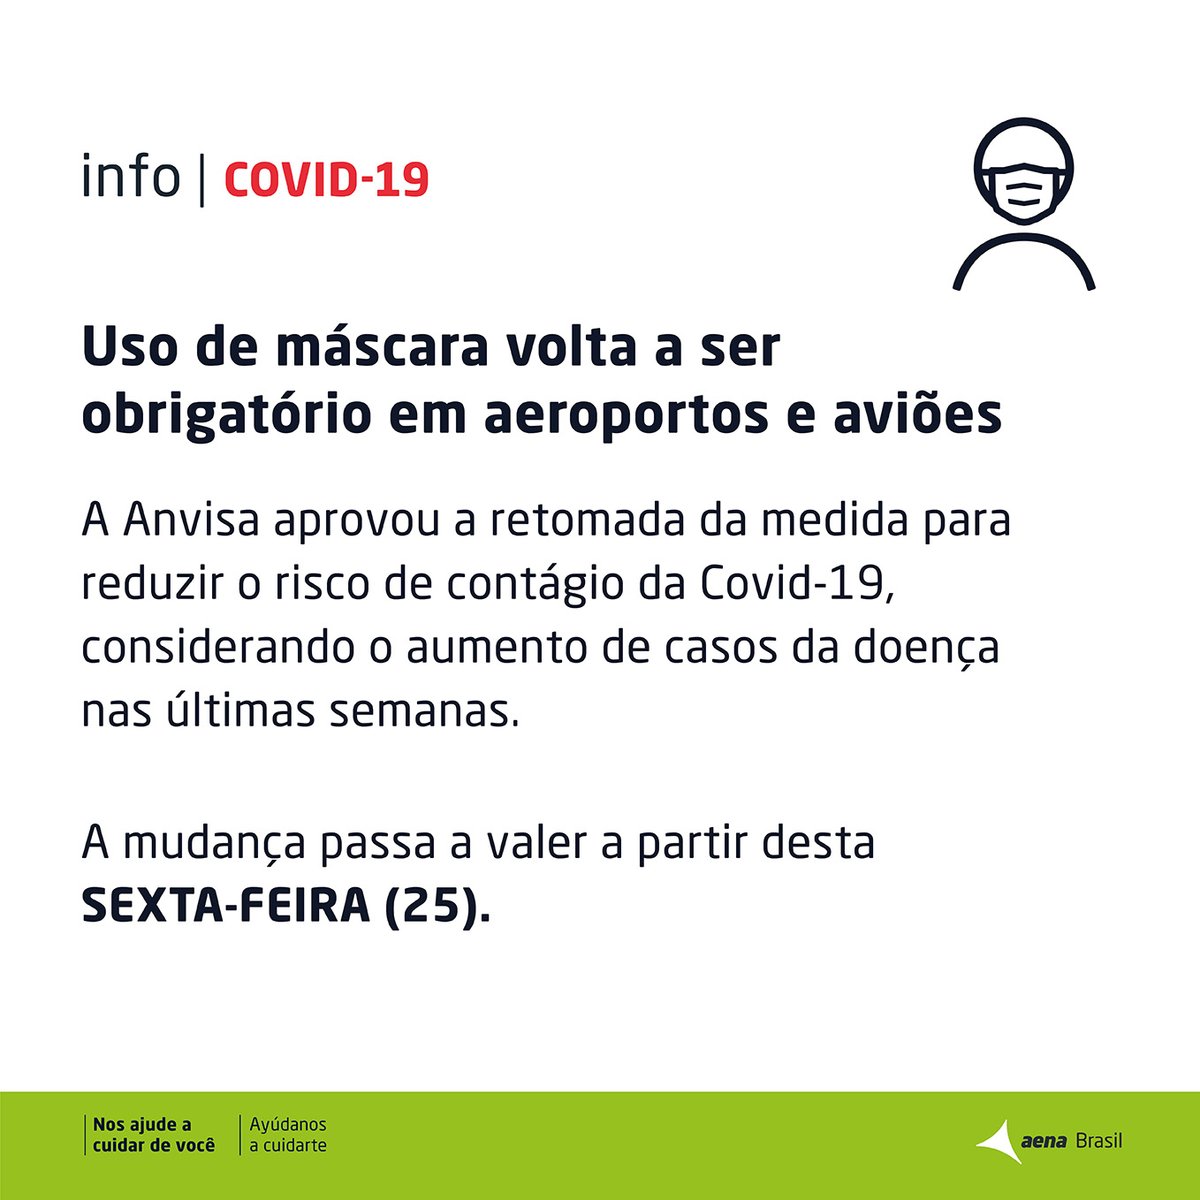 info | COVID-19
Uso de máscara volta a ser
obrigatório em aeroportos e aviões
A Anvisa aprovou a retomada da medida para
reduzir o risco de contágio da Covid-19,
considerando o aumento de casos da doença
nas últimas semanas.
A mudança passa a valer a partir desta
SEXTA-FEIRA (25).
Nos ajude a
cuidar de você
Ayúdanos
a cuidarte
aena Brasil